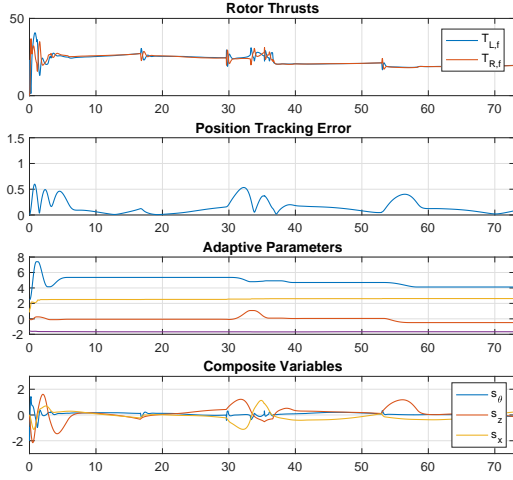 Rotor Thrusts
50
0
T_{L,f}
T_{R,f}
0 10 20 30 40 50 60 70
Position Tracking Error
1.5
1
0.5
0
0 10 20 30 40 50 60 70
Adaptive Parameters
8
6
4
2
0
-2
0 10 20 30 40 50 60 70
Composite Variables
2
0
-2
s_θ
s_z
s_x
0 10 20 30 40 50 60 70